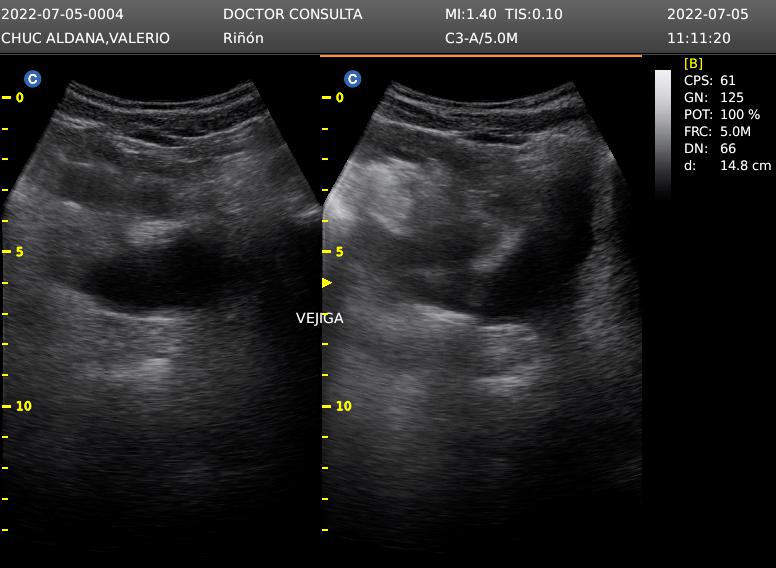 2022-07-05-0004 DOCTOR CONSULTA MI:1.40 TIS:0.10 2022-07-05
CHUC ALDANA,VALERIO Riñón C3-A/5.0M 11:11:20
C C
[B]
CPS: 61
GN: 125
POT: 100 %
FRC: 5.0M
DN: 66
d: 14.8 cm
0 0
5 5
VEJIGA
10 10